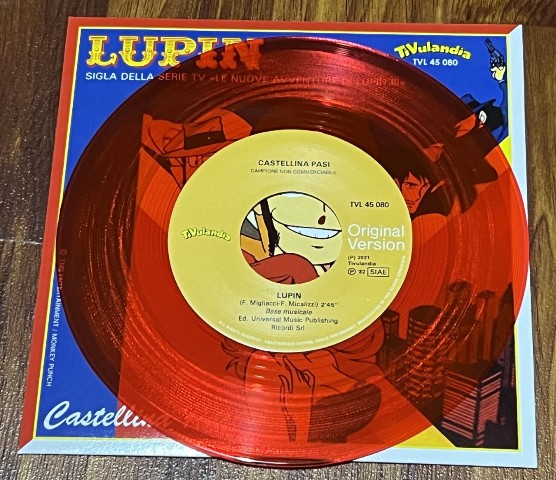 LUPIN
TiVulandia
TVL 45 080
SIGLA DELLA SERIE TV «LE NUOVE AVVENTURE DI LUPIN III»
CASTELLINA PASI
CAMPIONE NON COMMERCIABILE
TVL 45 080
TiVulandia
Original
Version
(P) 2021
Tivulandia
℗ '82 SIAE
LUPIN
(F. Migliacci-F. Micalizzi) 2'45"
Base musicale
Ed. Universal Music Publishing
Ricordi Srl
/ MONKEY PUNCH
Castellina